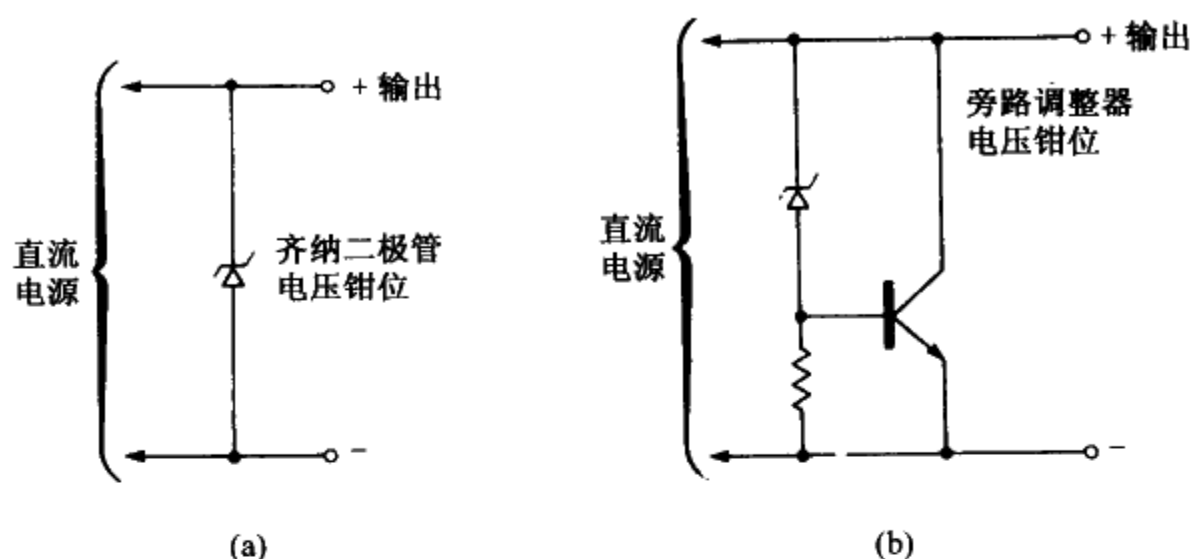 + 输出
直流
电源
齐纳二极管
电压钳位
−
(a)
+ 输出
旁路调整器
电压钳位
直流
电源
−
(b)